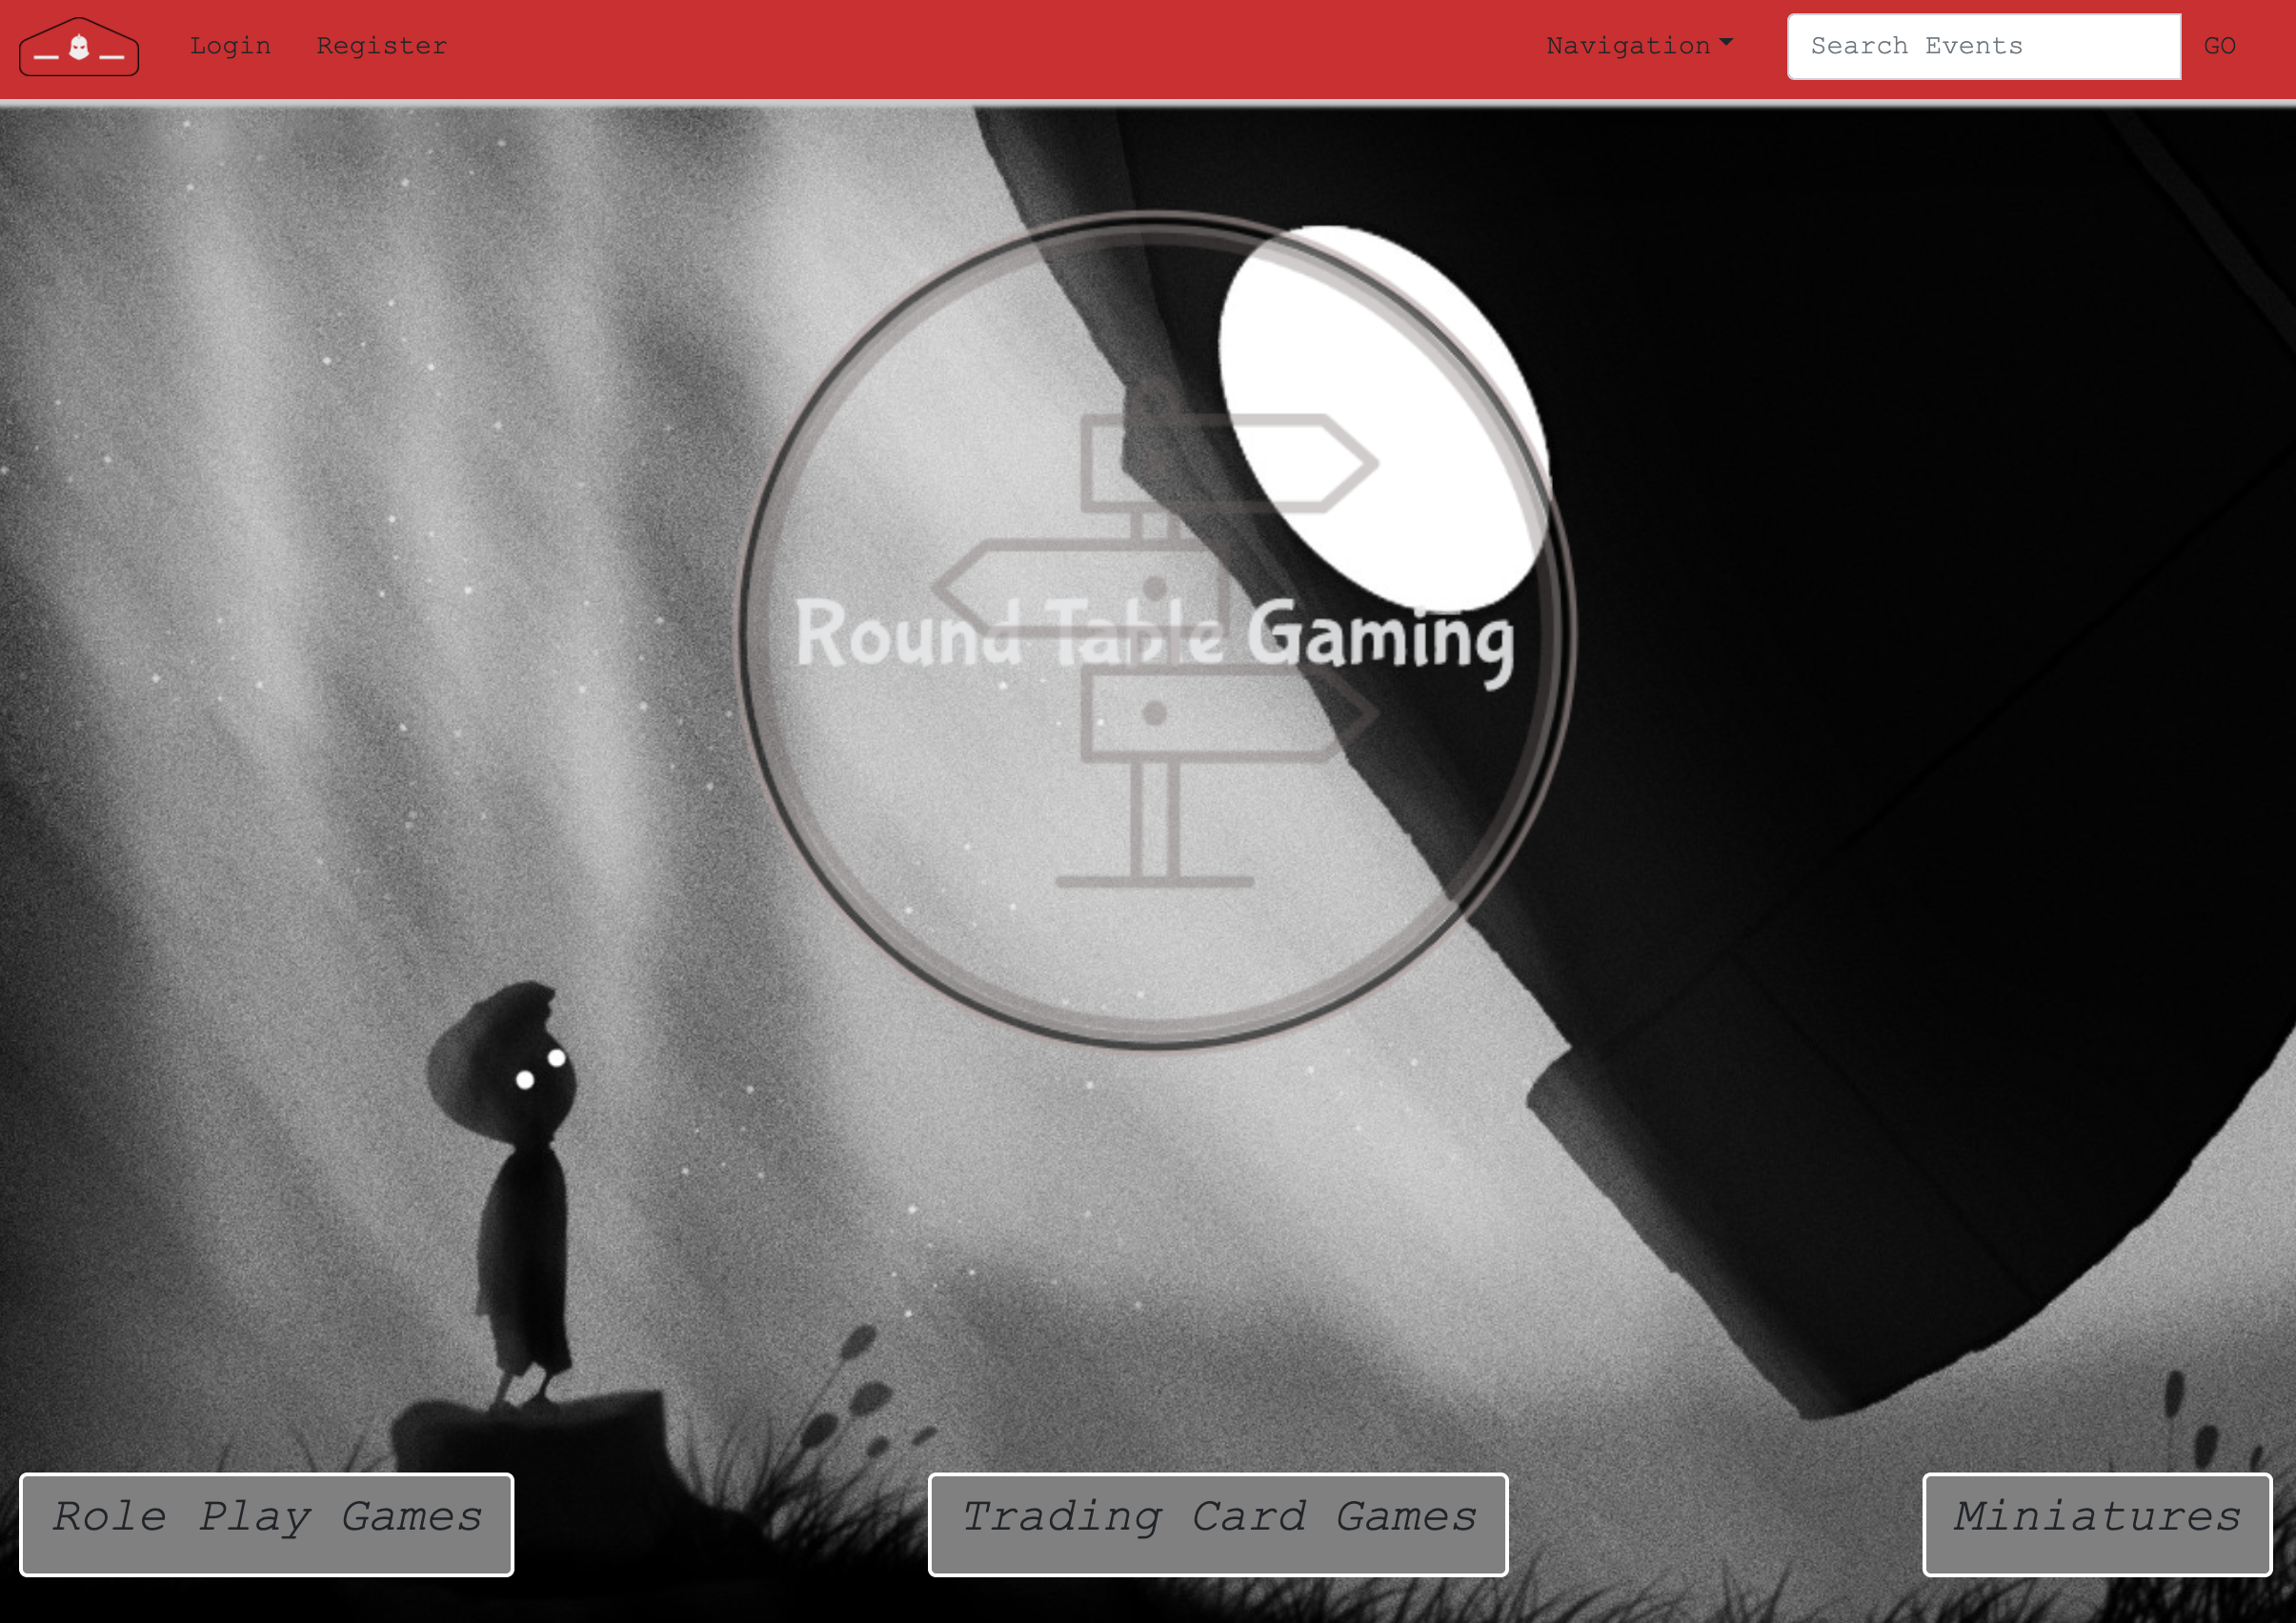 Login Register Navigation Search Events GO
Round Table Gaming
Role Play Games Trading Card Games Miniatures